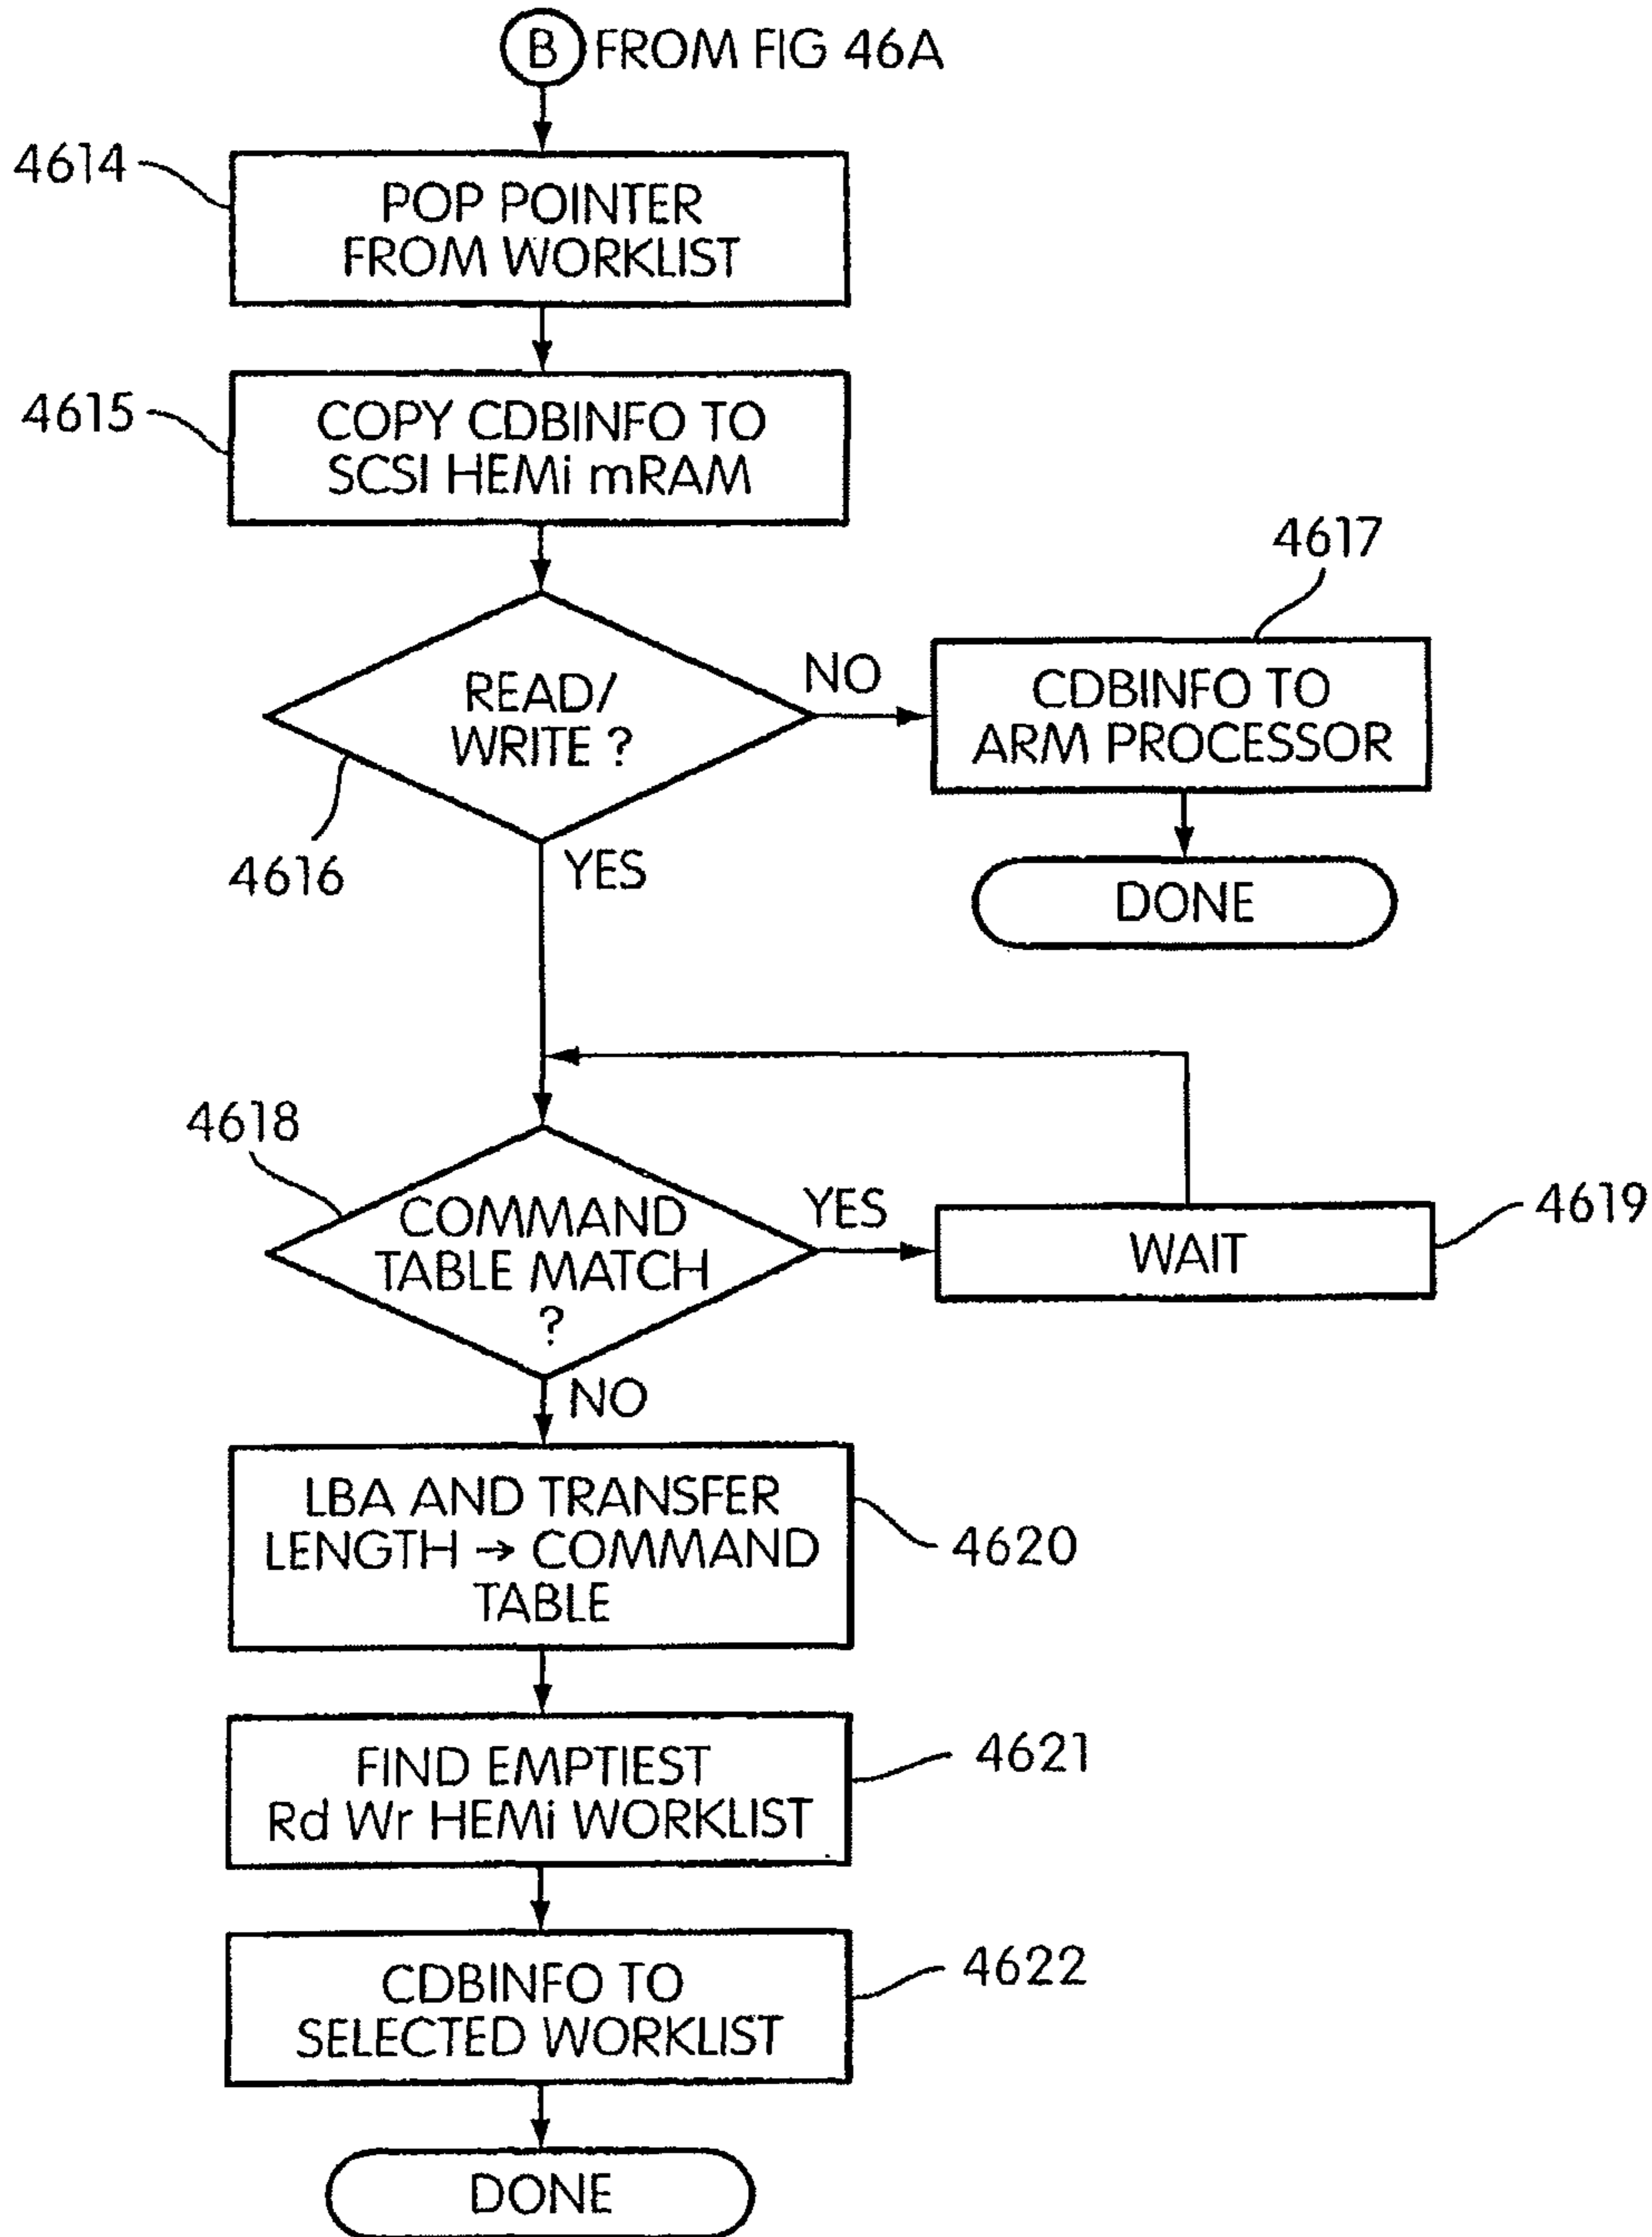 B FROM FIG 46A
4614
POP POINTER
FROM WORKLIST
4615
COPY CDBINFO TO
SCSI HEMi mRAM
4617
READ/
WRITE ?
NO
CDBINFO TO
ARM PROCESSOR
4616
YES
DONE
4618
COMMAND
TABLE MATCH
?
YES
WAIT
4619
NO
LBA AND TRANSFER
LENGTH → COMMAND
TABLE
4620
FIND EMPTIEST
Rd Wr HEMi WORKLIST
4621
CDBINFO TO
SELECTED WORKLIST
4622
DONE